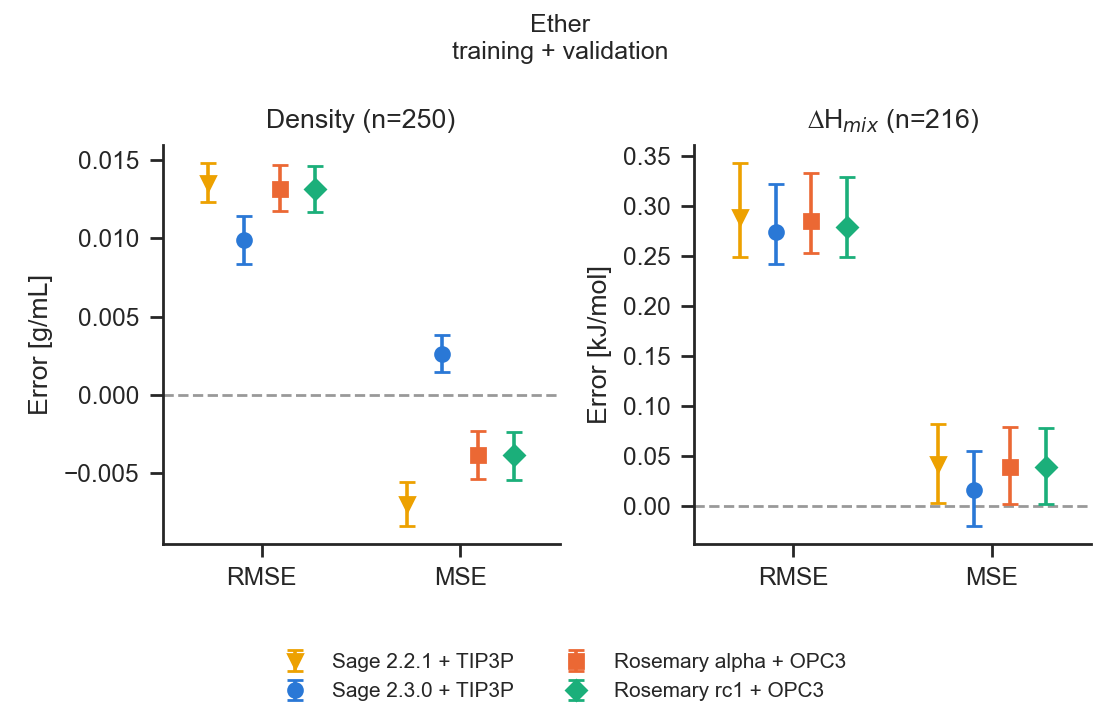 Ether
training + validation
Density (n=250)
ΔH_mix (n=216)
0.015
0.010
0.005
0.000
−0.005
Error [g/mL]
RMSE
MSE
0.35
0.30
0.25
0.20
0.15
0.10
0.05
0.00
Error [kJ/mol]
RMSE
MSE
Sage 2.2.1 + TIP3P
Sage 2.3.0 + TIP3P
Rosemary alpha + OPC3
Rosemary rc1 + OPC3